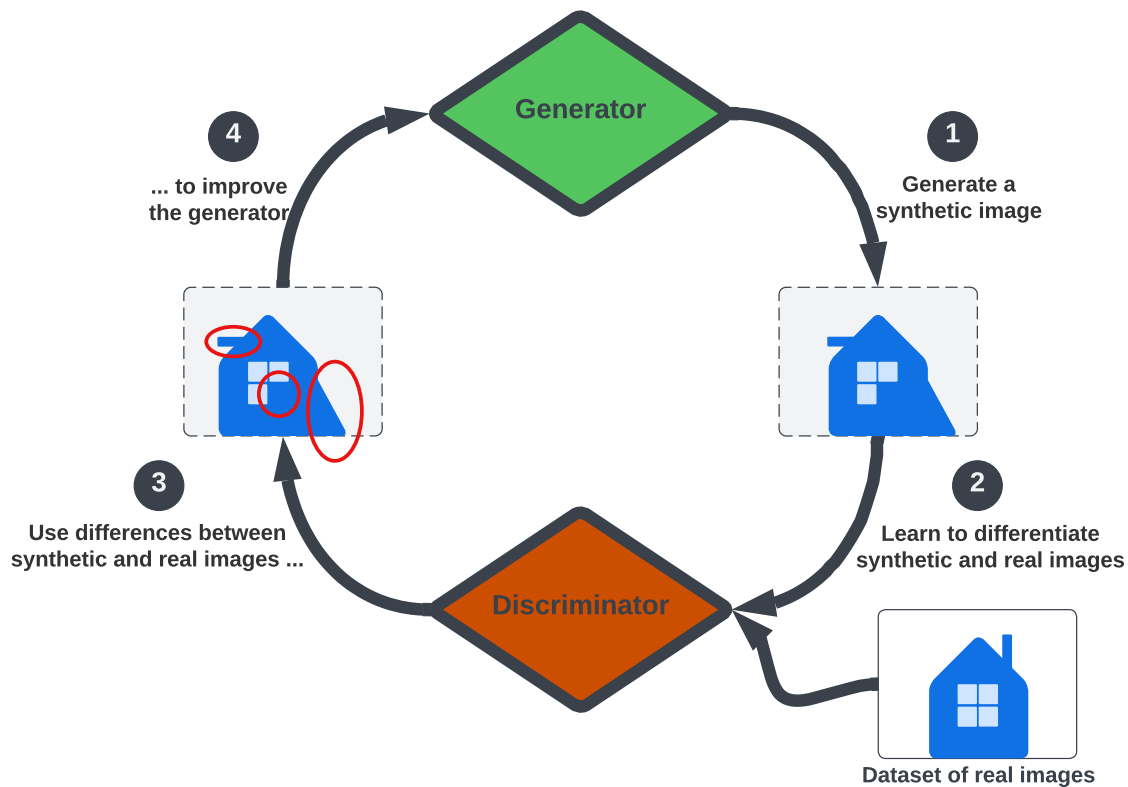 Generator
1
Generate a
synthetic image
2
Learn to differentiate
synthetic and real images
Dataset of real images
Discriminator
3
Use differences between
synthetic and real images ...
4
... to improve
the generator